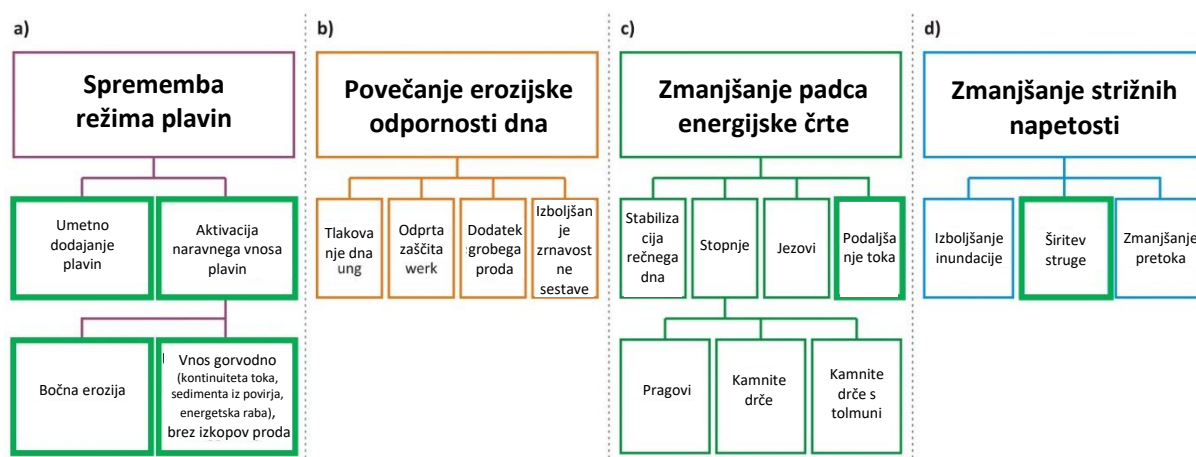 a)
Sprememba
režima plavin
Umetno
dodajanje
plavin
Aktivacija
naravnega vnosa
plavin
Bočna erozija
Vnos gorvodno
(kontinuiteta toka,
sedimenta iz povirja,
energetska raba),
brez izkopov proda
b)
Povečanje erozijske
odpornosti dna
Tlakova
nje dna
ung
Odprta
zaščita
werk
Dodatek
grobega
proda
Izboljšan
je
zrnavost
ne
sestave
c)
Zmanjšanje padca
energijske črte
Stabiliza
cija
rečnega
dna
Stopnje
Jezovi
Podaljša
nje toka
Pragovi
Kamnite
drče
Kamnite
drče s
tolmuni
d)
Zmanjšanje strižnih
napetosti
Izboljšanje
inundacije
Širitev
struge
Zmanjšanje
pretoka